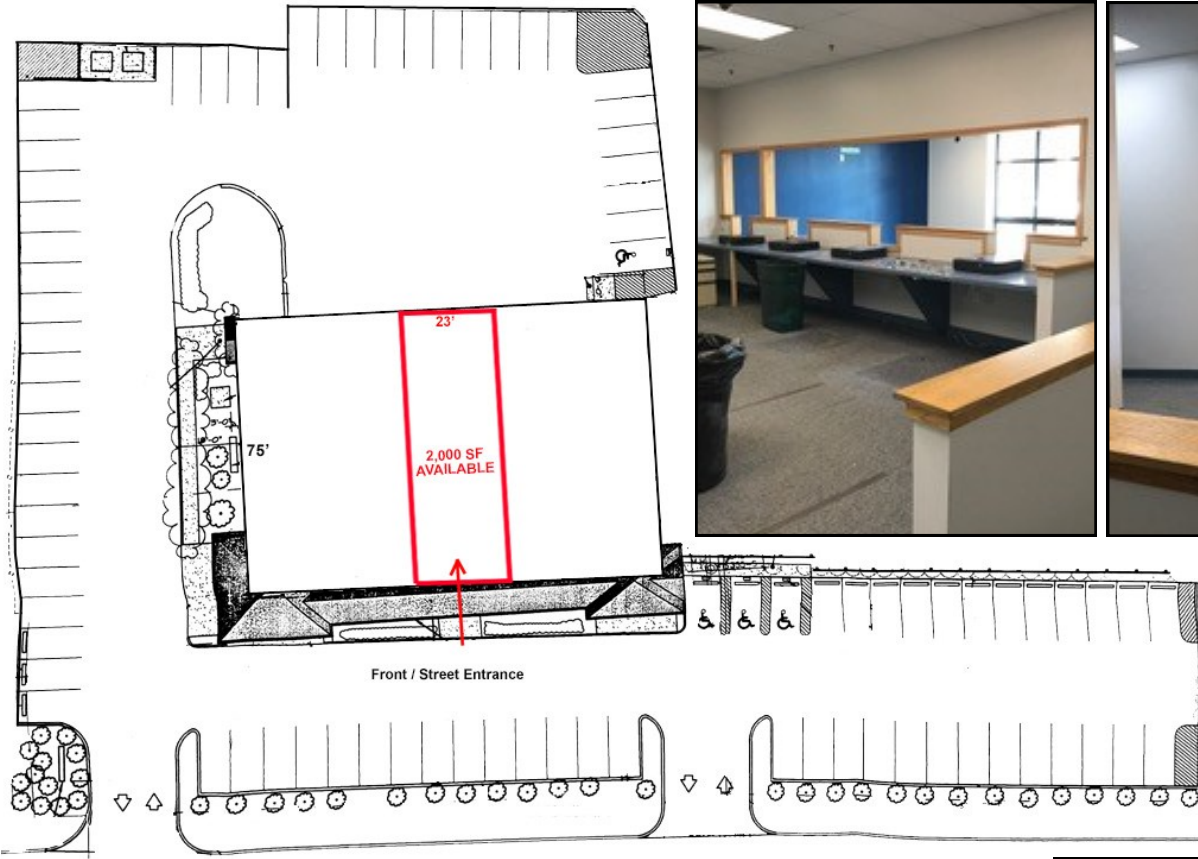 23'
75'
2,000 SF
AVAILABLE
Front / Street Entrance